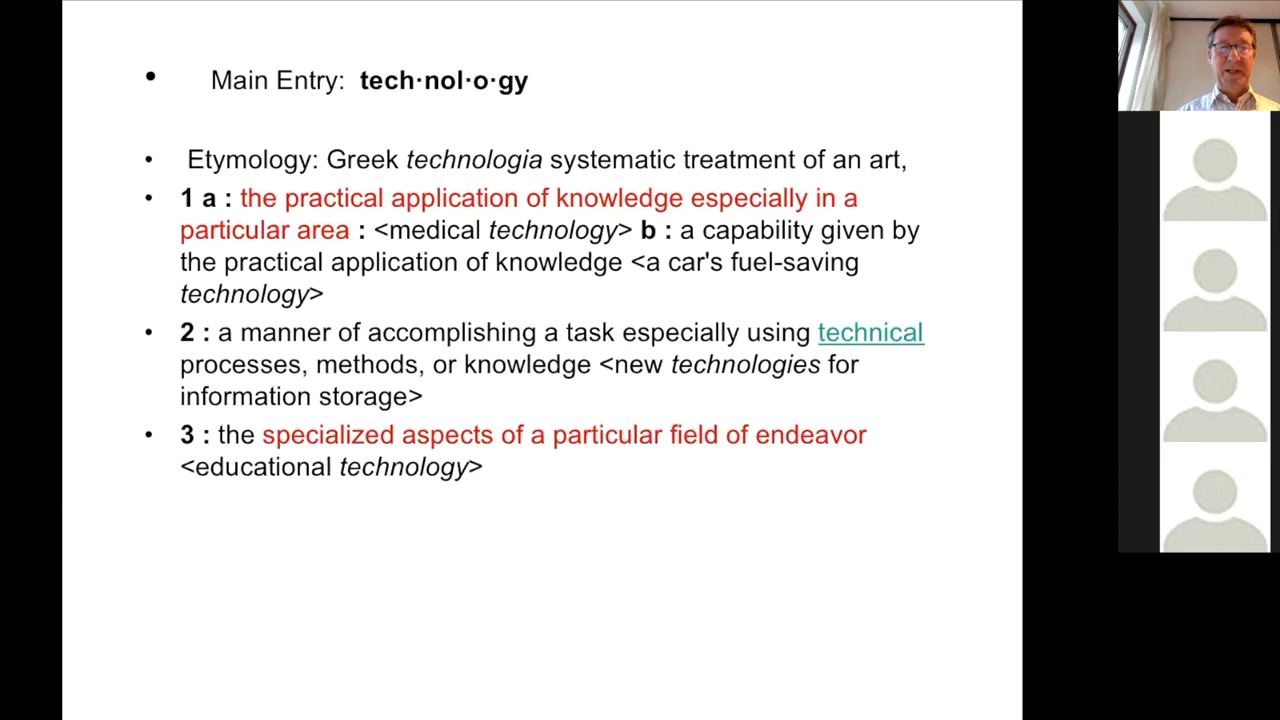 • Main Entry: tech·nol·o·gy
• Etymology: Greek technologia systematic treatment of an art,
• 1 a : the practical application of knowledge especially in a
particular area : <medical technology> b : a capability given by
the practical application of knowledge <a car's fuel-saving
technology>
• 2 : a manner of accomplishing a task especially using technical
processes, methods, or knowledge <new technologies for
information storage>
• 3 : the specialized aspects of a particular field of endeavor
<educational technology>